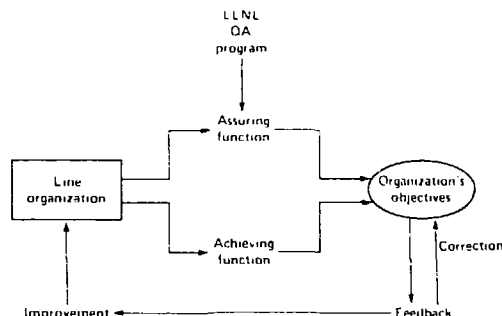 LLNL
QA
program
Assuring
function
Line
organization
Organization's
objectives
Achieving
function
Correction
Improvement
Feedback